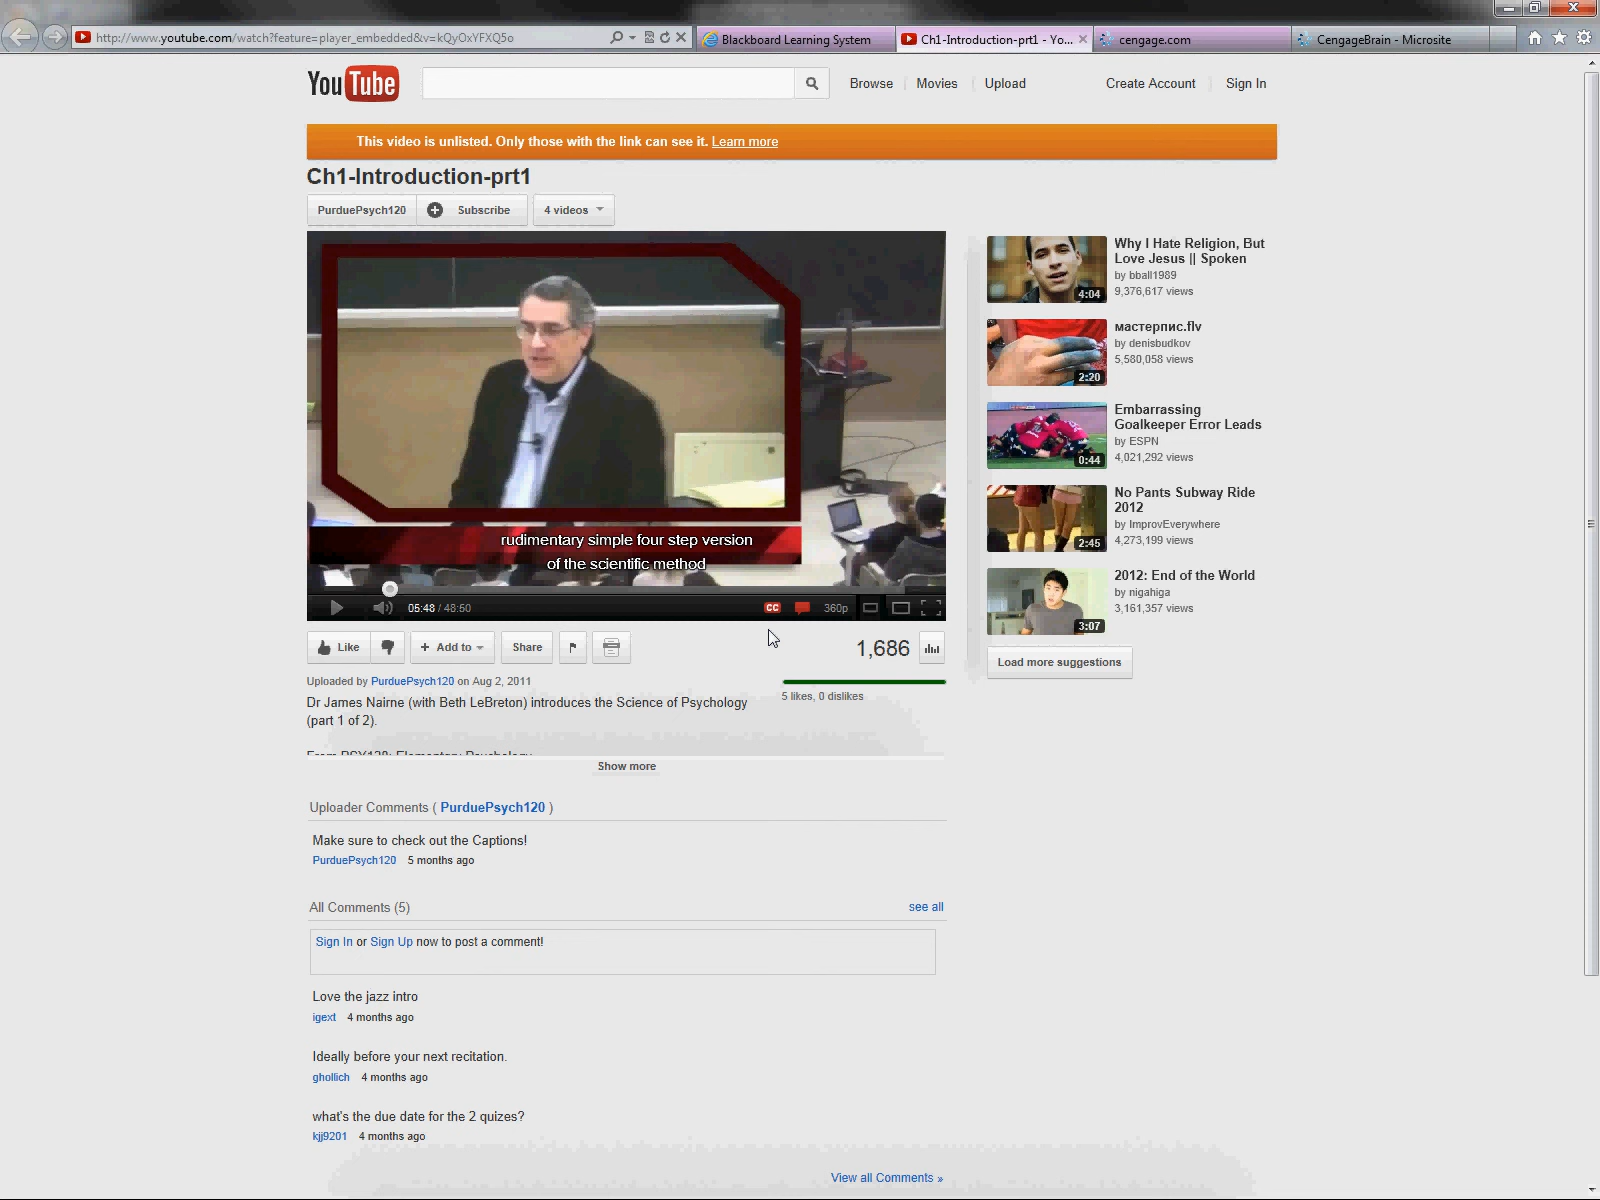 http://www.youtube.com/watch?feature=player_embedded&v=kQyOxYFXQ5o
Blackboard Learning System
Ch1-Introduction-prt1 - Yo...
cengage.com
CengageBrain - Microsite
YouTube
Browse
Movies
Upload
Create Account
Sign In
This video is unlisted. Only those with the link can see it. Learn more
Ch1-Introduction-prt1
PurduePsych120
Subscribe
4 videos
rudimentary simple four step version
of the scientific method
05:48 / 48:50
CC
360p
Like
+ Add to
Share
1,686
Uploaded by PurduePsych120 on Aug 2, 2011
5 likes, 0 dislikes
Dr James Nairne (with Beth LeBreton) introduces the Science of Psychology
(part 1 of 2).
From PSY120: Elementary Psychology
Show more
Uploader Comments ( PurduePsych120 )
Make sure to check out the Captions!
PurduePsych120 5 months ago
All Comments (5)
see all
Sign In or Sign Up now to post a comment!
Love the jazz intro
igext 4 months ago
Ideally before your next recitation.
ghollich 4 months ago
what's the due date for the 2 quizes?
kjj9201 4 months ago
View all Comments »
Why I Hate Religion, But
Love Jesus || Spoken
by bball1989
9,376,617 views
4:04
мастерпис.flv
by denisbudkov
5,580,058 views
2:20
Embarrassing
Goalkeeper Error Leads
by ESPN
4,021,292 views
0:44
No Pants Subway Ride
2012
by ImprovEverywhere
4,273,199 views
2:45
2012: End of the World
by nigahiga
3,161,357 views
3:07
Load more suggestions